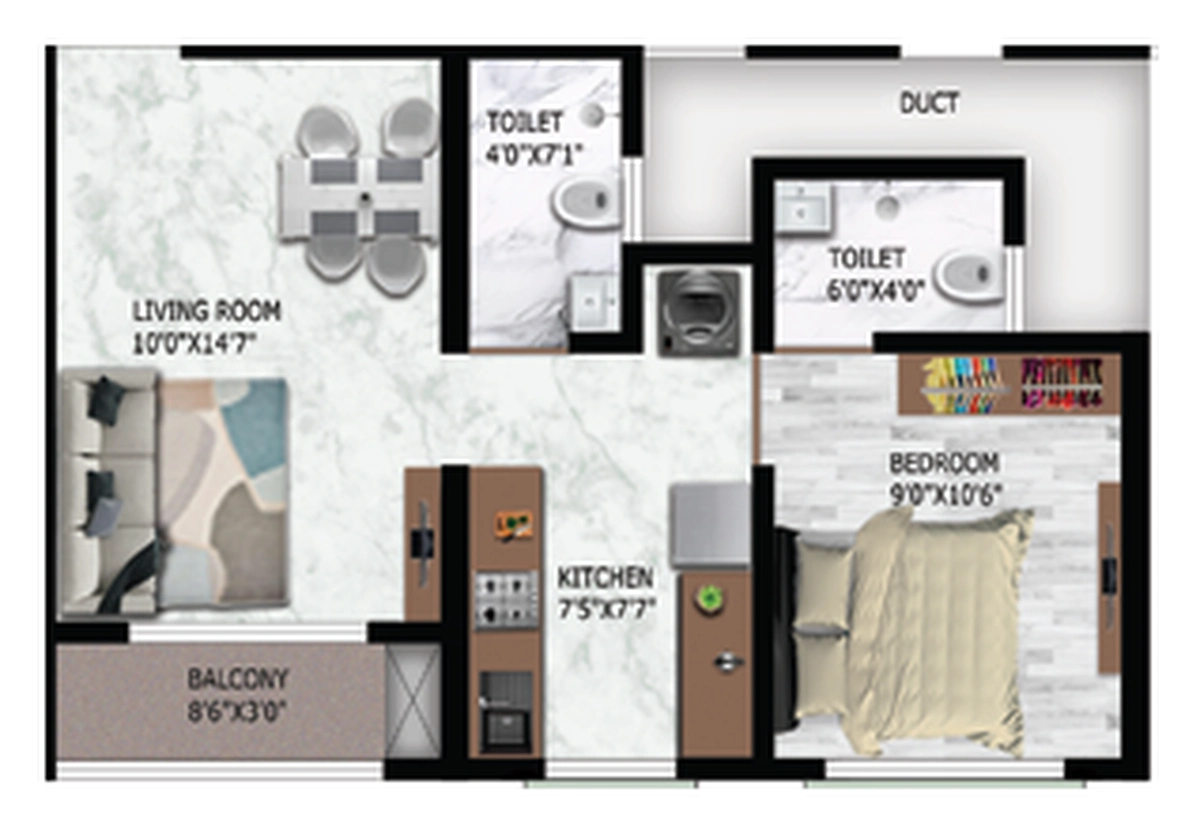 TOILET
4'0"X7'1"
DUCT
TOILET
6'0"X4'0"
LIVING ROOM
10'0"X14'7"
BEDROOM
9'0"X10'6"
KITCHEN
7'5"X7'7"
BALCONY
8'6"X3'0"